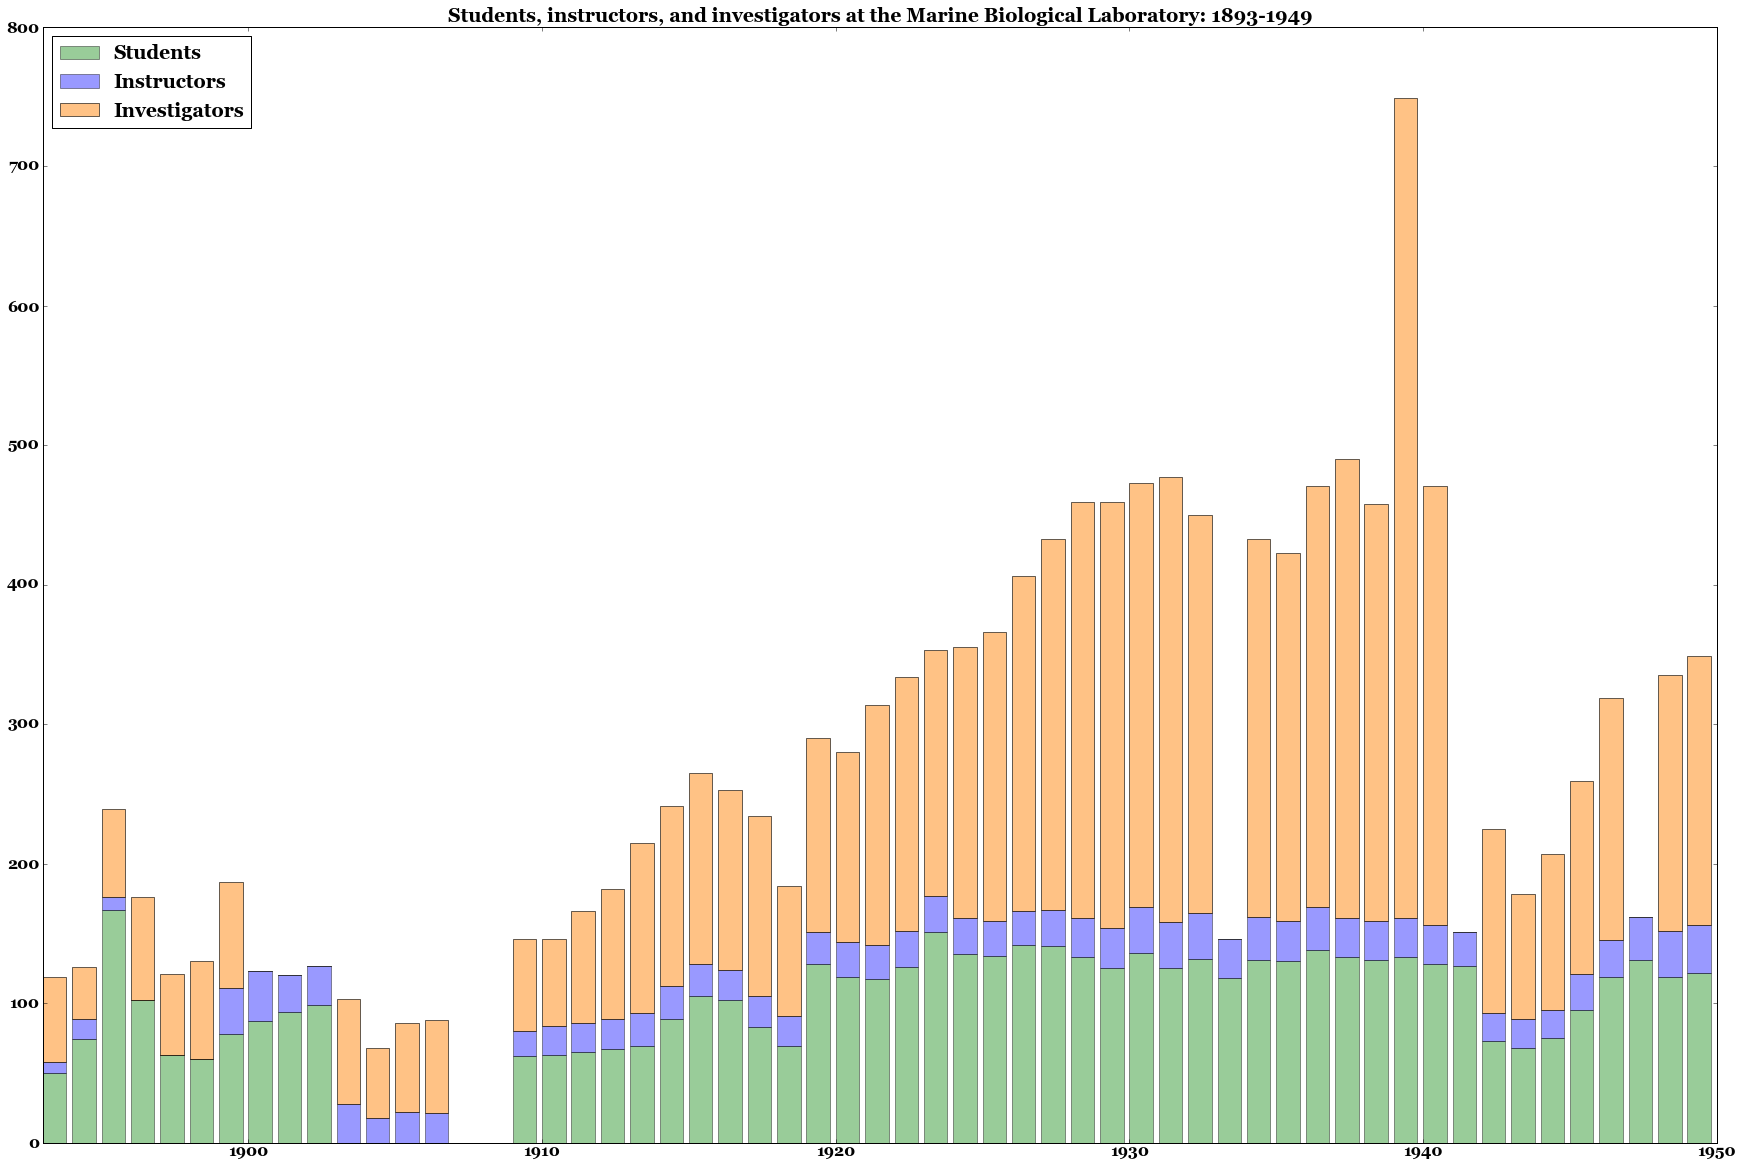 Students, instructors, and investigators at the Marine Biological Laboratory: 1893-1949
Students
Instructors
Investigators
800
700
600
500
400
300
200
100
0
1900 1910 1920 1930 1940 1950